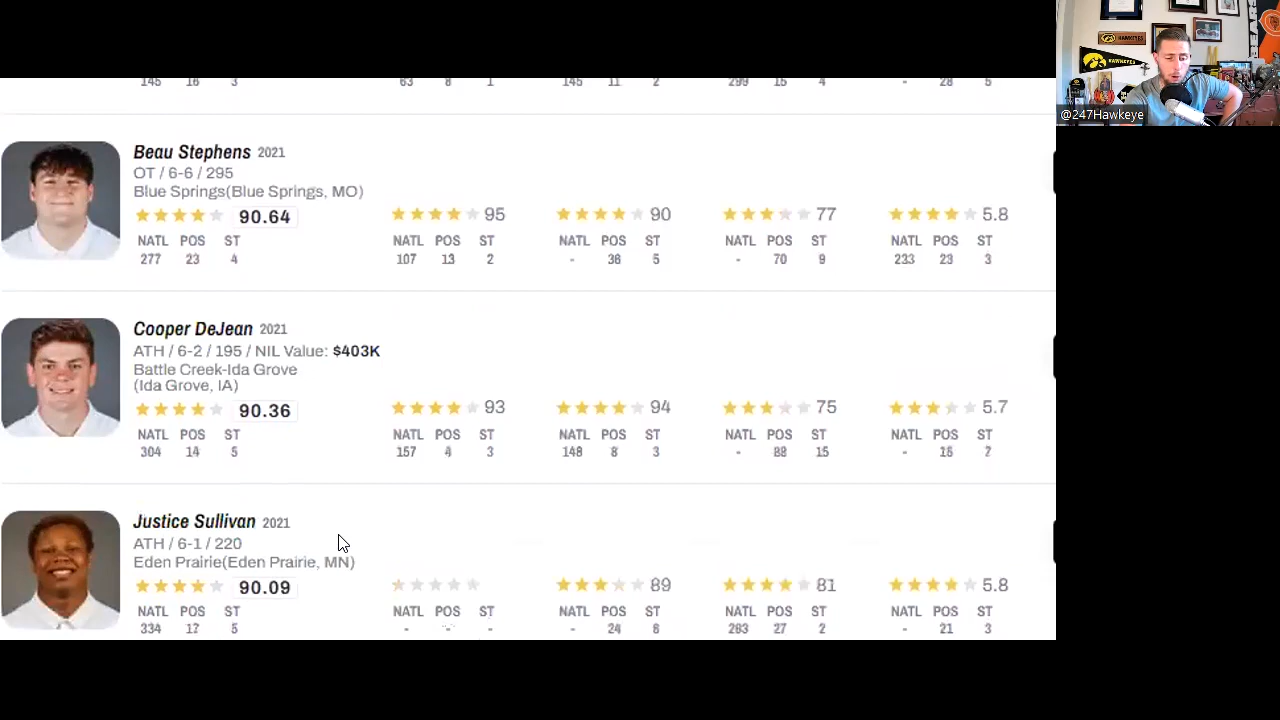 145 16 3 63 8 1 145 11 2 299 15 4 - 28 5
HAWKEYES
HAWKEYES
@247Hawkeye
Beau Stephens 2021
OT / 6-6 / 295
Blue Springs(Blue Springs, MO)
90.64 95 90 77 5.8
NATL POS ST NATL POS ST NATL POS ST NATL POS ST NATL POS ST
277 23 4 107 13 2 - 36 5 - 70 9 233 23 3
Cooper DeJean 2021
ATH / 6-2 / 195 / NIL Value: $403K
Battle Creek-Ida Grove
(Ida Grove, IA)
90.36 93 94 75 5.7
NATL POS ST NATL POS ST NATL POS ST NATL POS ST NATL POS ST
304 14 5 157 4 3 148 8 3 - 88 15 - 15 7
Justice Sullivan 2021
ATH / 6-1 / 220
Eden Prairie(Eden Prairie, MN)
90.09 89 81 5.8
NATL POS ST NATL POS ST NATL POS ST NATL POS ST NATL POS ST
334 17 5 - - - - 24 8 283 27 2 - 21 3